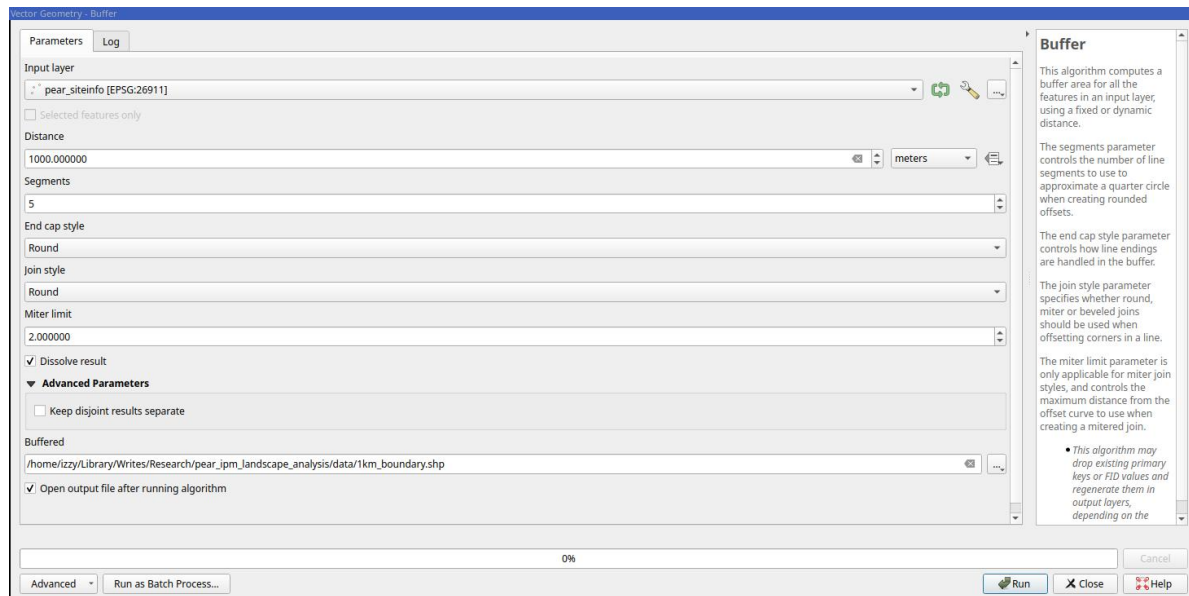 Vector Geometry - Buffer
Parameters
Log
Input layer
pear_siteinfo [EPSG:26911]
...
Selected features only
Distance
1000.000000
meters
Segments
5
End cap style
Round
Join style
Round
Miter limit
2.000000
Dissolve result
Advanced Parameters
Keep disjoint results separate
Buffered
/home/izzy/Library/Writes/Research/pear_ipm_landscape_analysis/data/1km_boundary.shp
...
Open output file after running algorithm
Buffer
This algorithm computes a
buffer area for all the
features in an input layer,
using a fixed or dynamic
distance.
The segments parameter
controls the number of line
segments to use to
approximate a quarter circle
when creating rounded
offsets.
The end cap style parameter
controls how line endings
are handled in the buffer.
The join style parameter
specifies whether round,
miter or beveled joins
should be used when
offsetting corners in a line.
The miter limit parameter is
only applicable for miter join
styles, and controls the
maximum distance from the
offset curve to use when
creating a mitered join.
• This algorithm may
drop existing primary
keys or FID values and
regenerate them in
output layers,
depending on the
0%
Cancel
Advanced
Run as Batch Process...
Run
Close
Help